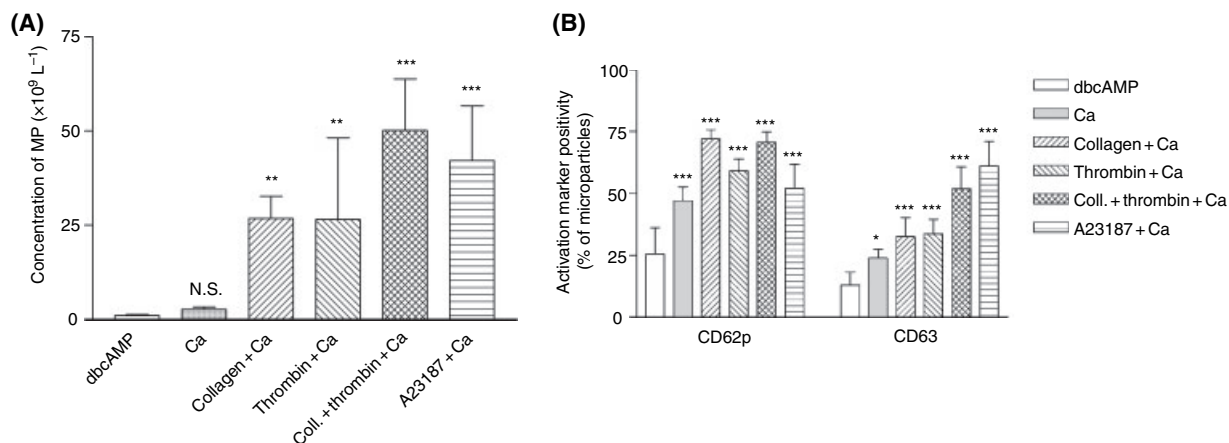 (A)
Concentration of MP (×10⁹ L⁻¹)
75
50
25
0
N.S.
**
**
***
***
dbcAMP
Ca
Collagen + Ca
Thrombin + Ca
Coll. + thrombin + Ca
A23187 + Ca
(B)
Activation marker positivity
(% of microparticles)
100
75
50
25
0
***
***
***
***
***
*
***
***
***
***
CD62p
CD63
dbcAMP
Ca
Collagen + Ca
Thrombin + Ca
Coll. + thrombin + Ca
A23187 + Ca